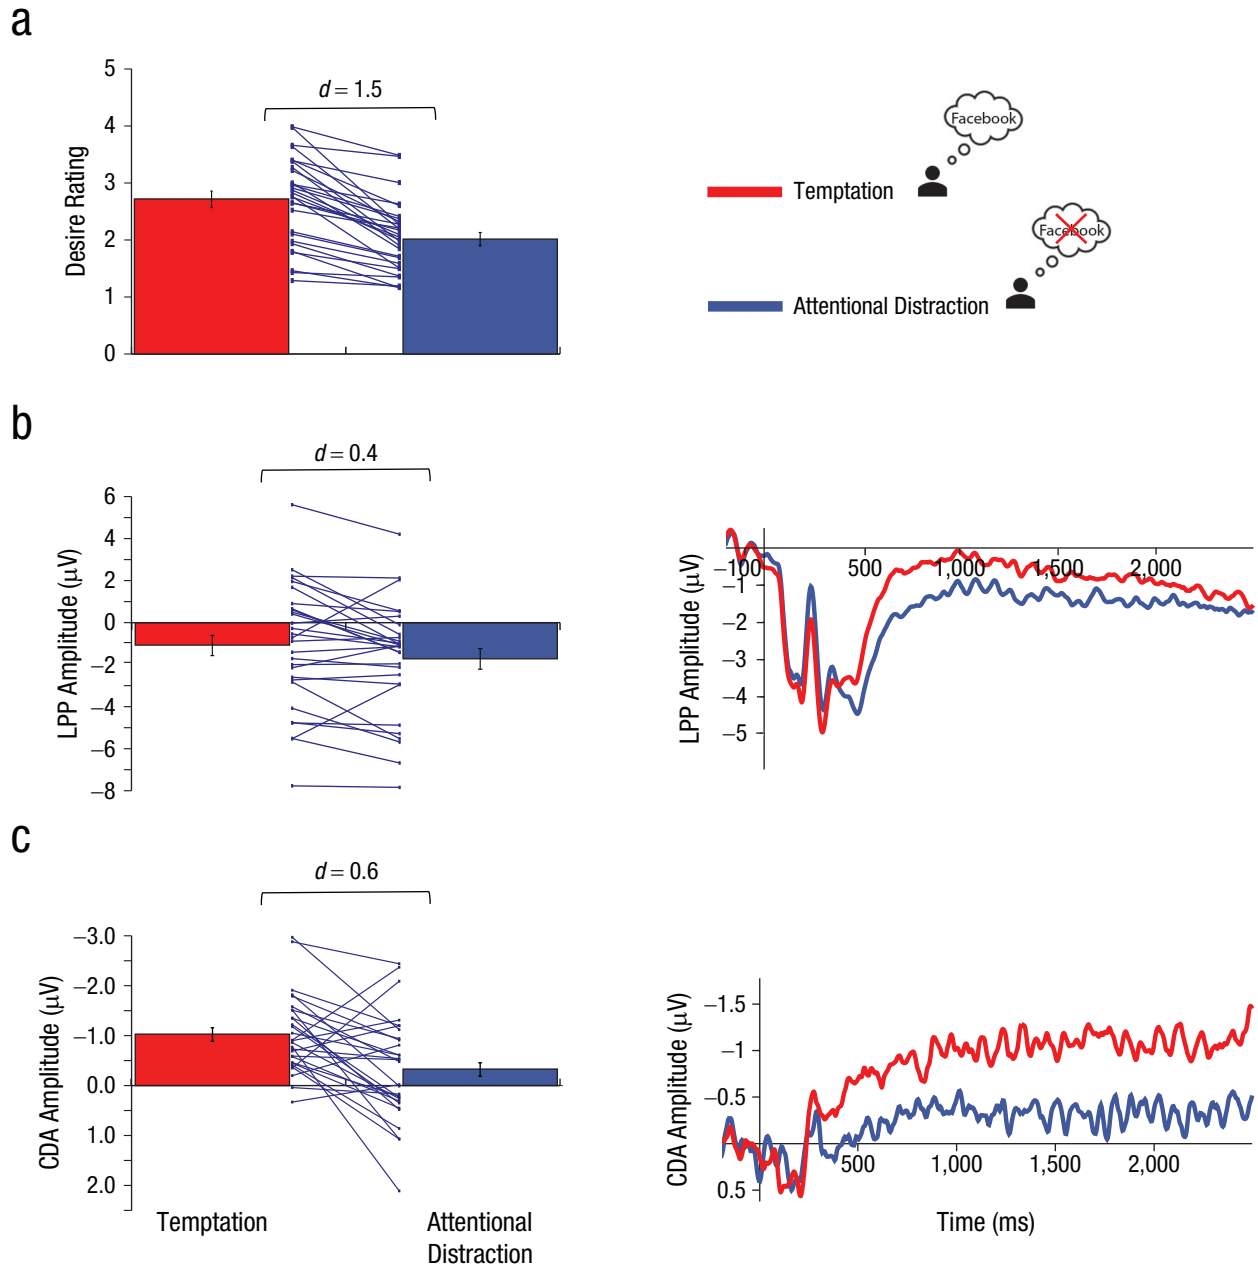 a
5
4
3
2
1
0
Desire Rating
d = 1.5
Facebook
Temptation
Facebook
Attentional Distraction
b
d = 0.4
6
4
2
0
−2
−4
−6
−8
LPP Amplitude (μV)
−100
500
1,000
1,500
2,000
−1
−2
−3
−4
−5
LPP Amplitude (μV)
c
d = 0.6
−3.0
−2.0
−1.0
0.0
1.0
2.0
CDA Amplitude (μV)
Temptation
Attentional
Distraction
−1.5
−1
−0.5
0.5
CDA Amplitude (μV)
500
1,000
1,500
2,000
Time (ms)